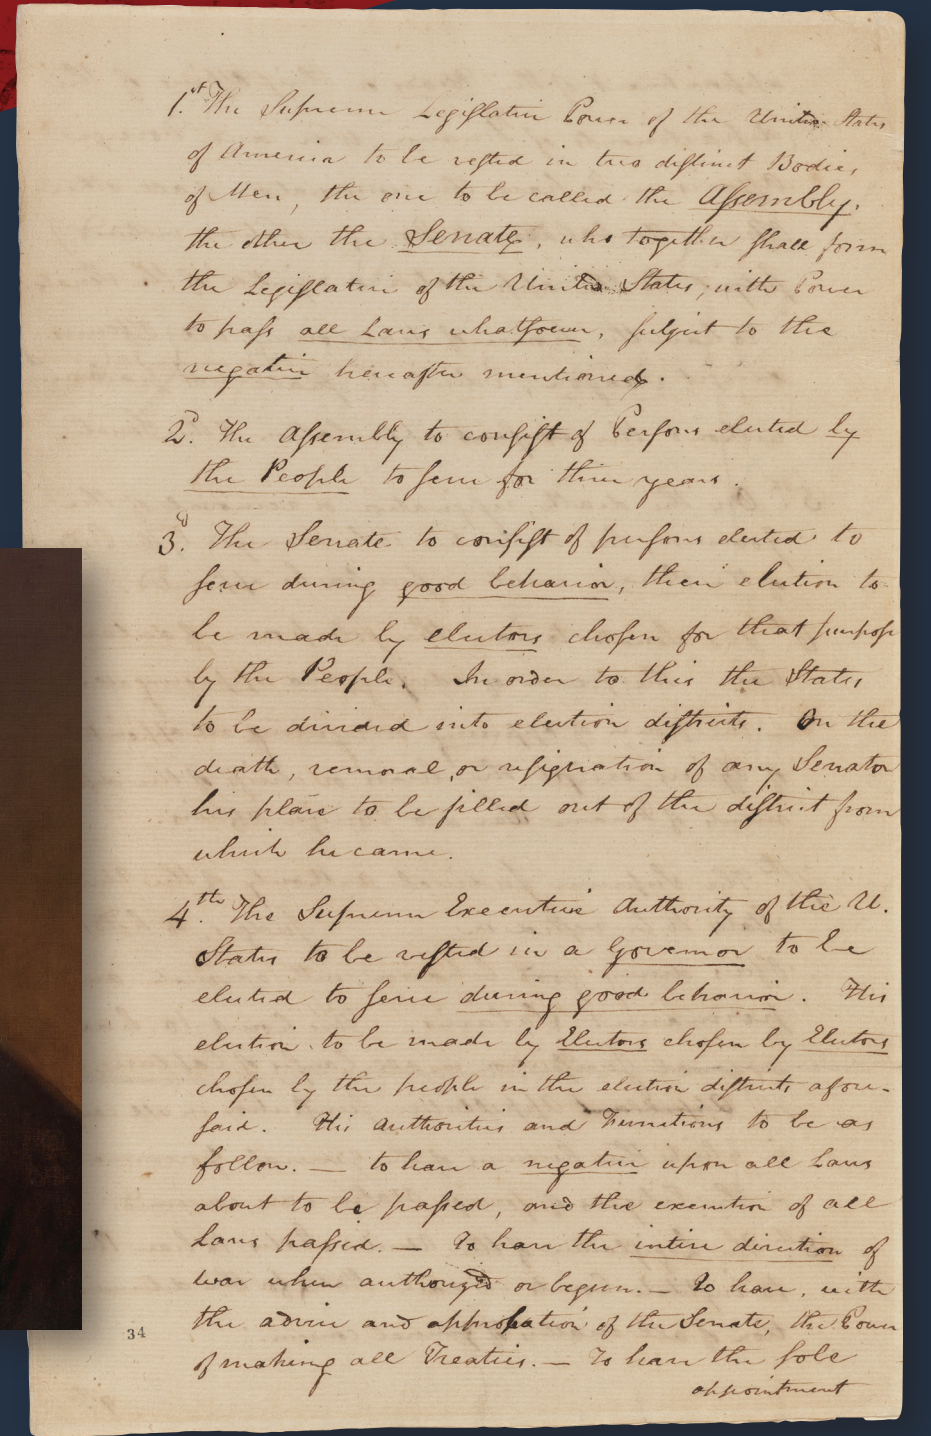 1.st The Supreme Legislative Power of the United States
of America to be vested in two distinct Bodies
of Men, the one to be called the Assembly,
the other the Senate, who together shall form
the Legislature of the United States, with Power
to pass all Laws whatsoever, subject to the
negative hereafter mentioned.
2d. The Assembly to consist of Persons elected by
the People to serve for three years.
3d. The Senate to consist of persons elected to
serve during good behavior, their election to
be made by electors chosen for that purpose
by the People. In order to this the States
to be divided into election districts. On the
death, removal, or resignation of any Senator
his place to be filled out of the district from
which he came.
4th. The Supreme Executive Authority of the U.
States to be vested in a Governor to be
elected to serve during good behavior. His
election to be made by Electors chosen by Electors
chosen by the people in the election districts afore-
said. His authorities and Functions to be as
follow. — to have a negative upon all Laws
about to be passed, and the execution of all
Laws passed. — To have the intire direction of
war when authorized or begun. — To have, with
the advice and approbation of the Senate, the Power
of making all Treaties. — To have the sole
appointment
34